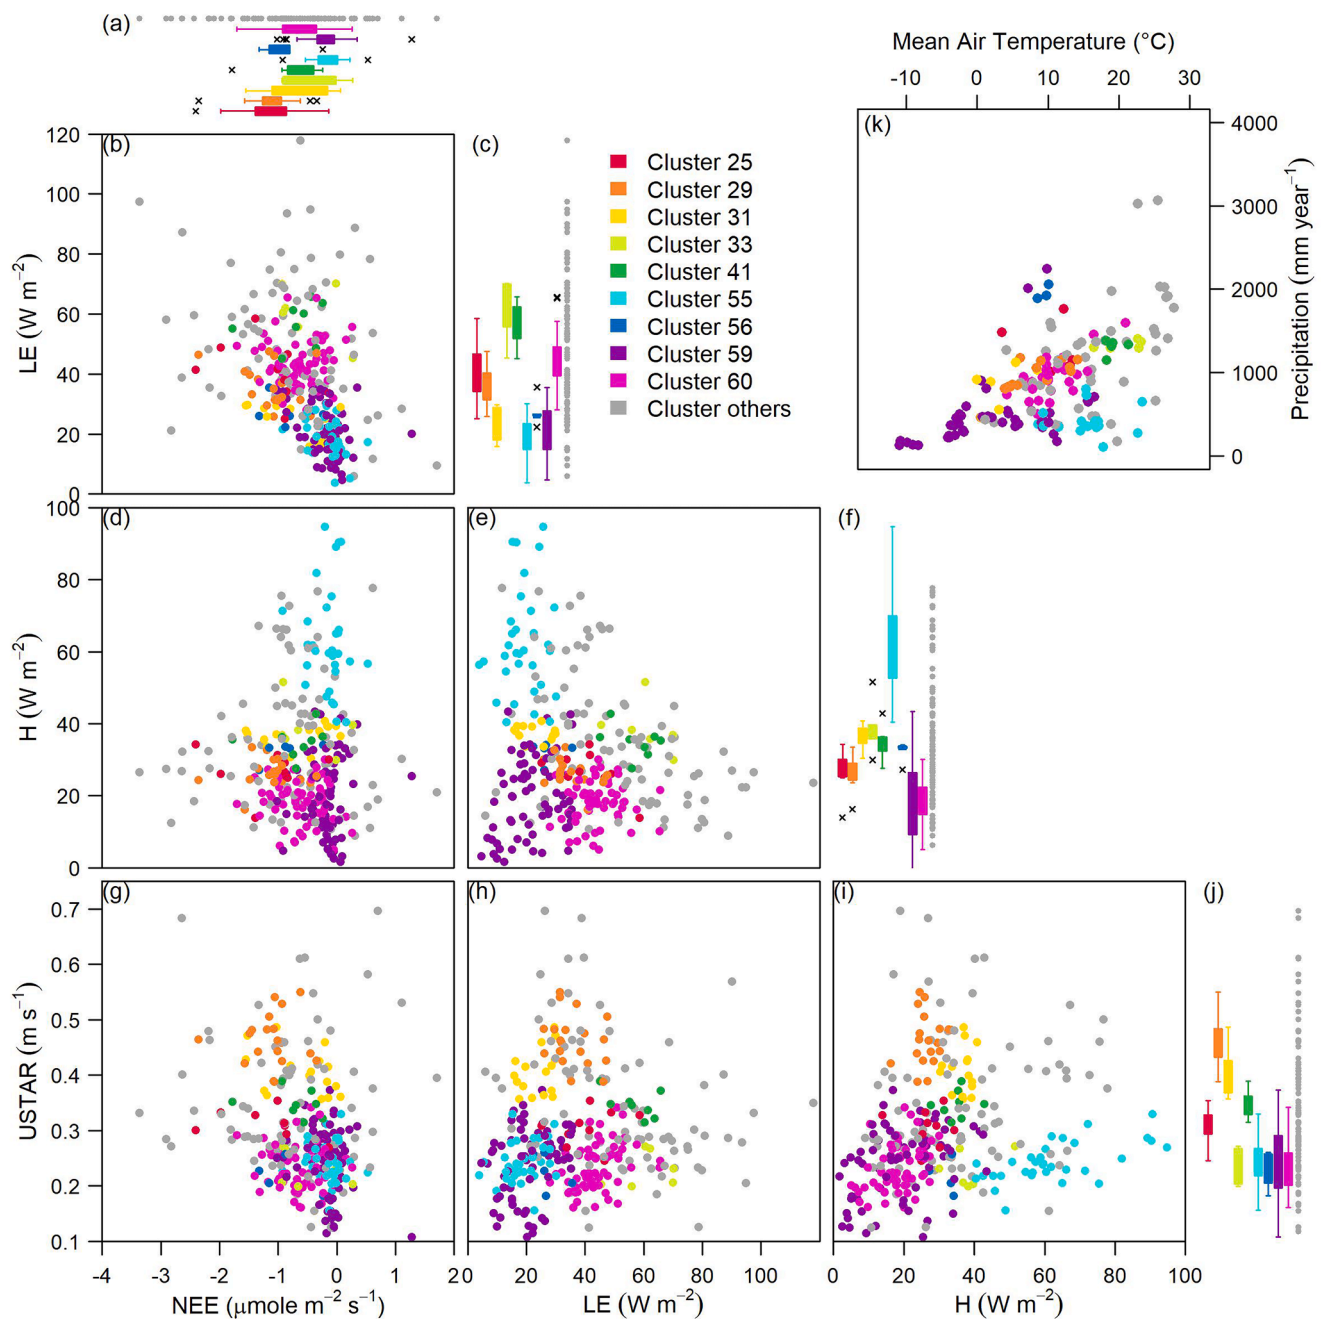 (a)
Mean Air Temperature (°C)
-10 0 10 20 30
(b)
(c)
(k)
120
100
80
60
40
20
0
LE (W m−2)
Cluster 25
Cluster 29
Cluster 31
Cluster 33
Cluster 41
Cluster 55
Cluster 56
Cluster 59
Cluster 60
Cluster others
4000
3000
2000
1000
0
Precipitation (mm year−1)
(d)
(e)
(f)
100
80
60
40
20
0
H (W m−2)
(g)
(h)
(i)
(j)
0.7
0.6
0.5
0.4
0.3
0.2
0.1
USTAR (m s−1)
-4 -3 -2 -1 0 1 2
0 20 40 60 80 100 120
0 20 40 60 80 100
NEE (μmole m−2 s−1)
LE (W m−2)
H (W m−2)